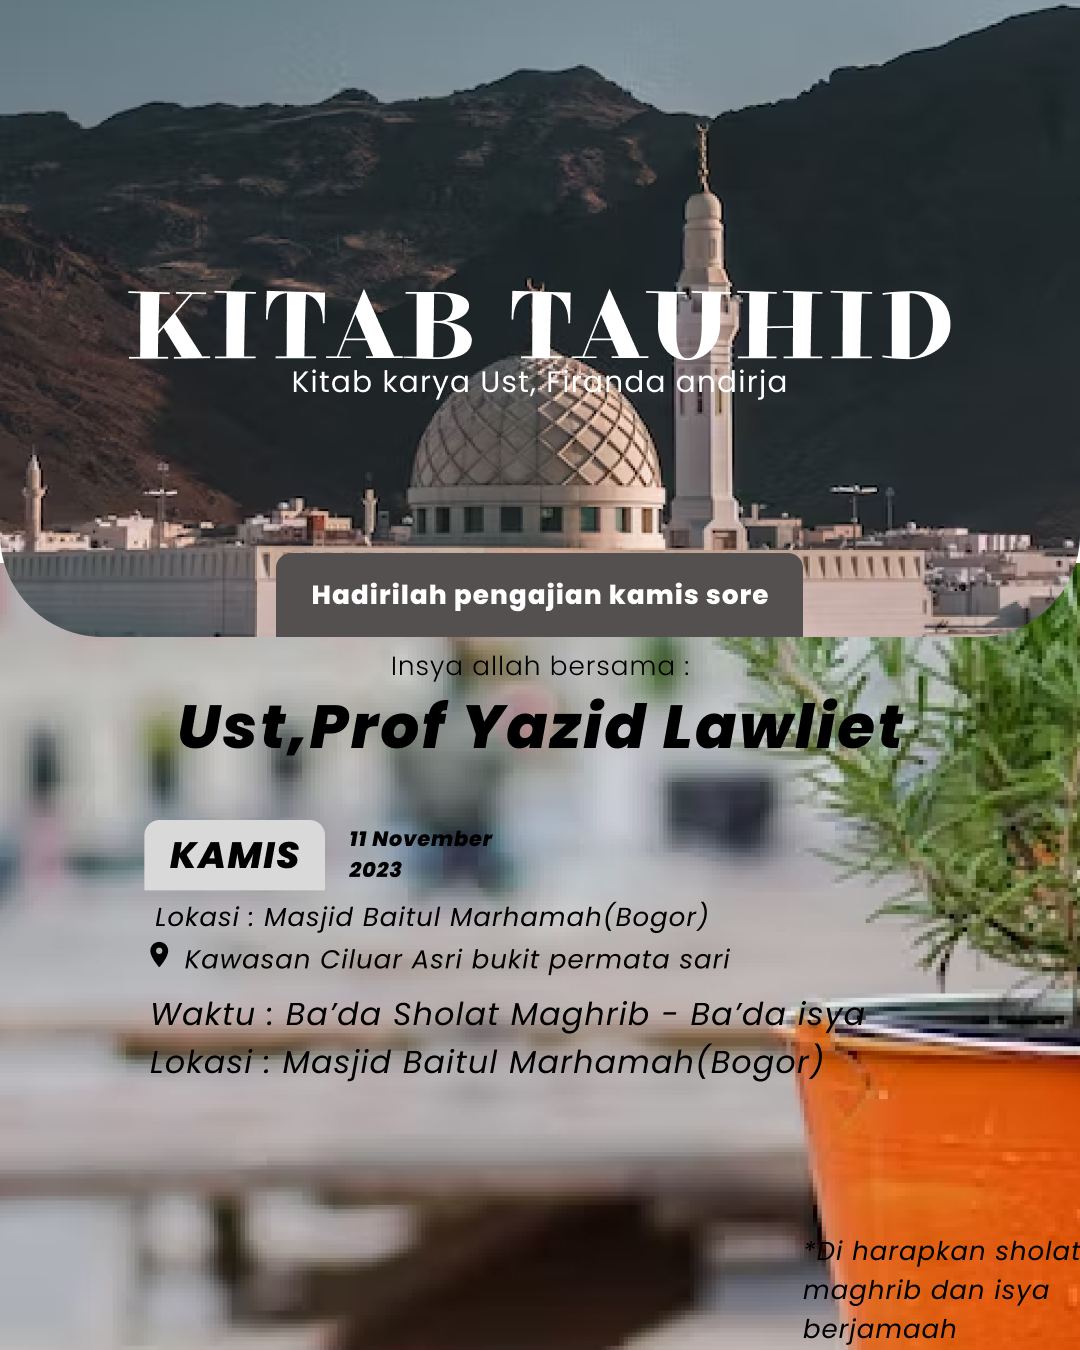 KITAB TAUHID
Kitab karya Ust, Firanda andirja
Hadirilah pengajian kamis sore
Insya allah bersama :
Ust,Prof Yazid Lawliet
KAMIS
11 November
2023
Lokasi : Masjid Baitul Marhamah(Bogor)
Kawasan Ciluar Asri bukit permata sari
Waktu : Ba’da Sholat Maghrib - Ba’da isya
Lokasi : Masjid Baitul Marhamah(Bogor)
*Di harapkan sholat
maghrib dan isya
berjamaah